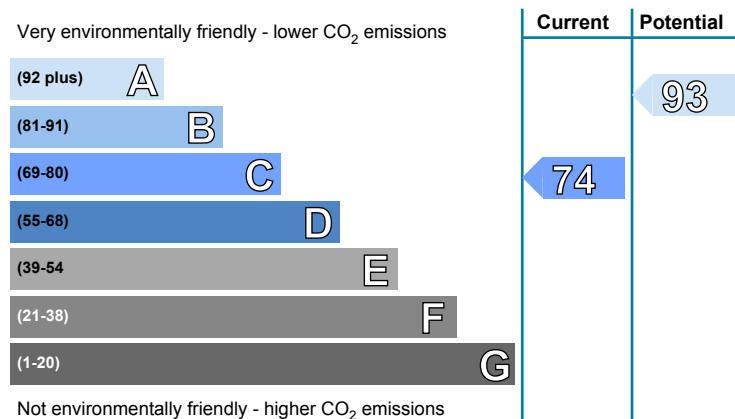 Very environmentally friendly - lower CO2 emissions
Current
Potential
(92 plus) A
93
(81-91) B
(69-80) C
74
(55-68) D
(39-54 E
(21-38) F
(1-20) G
Not environmentally friendly - higher CO2 emissions